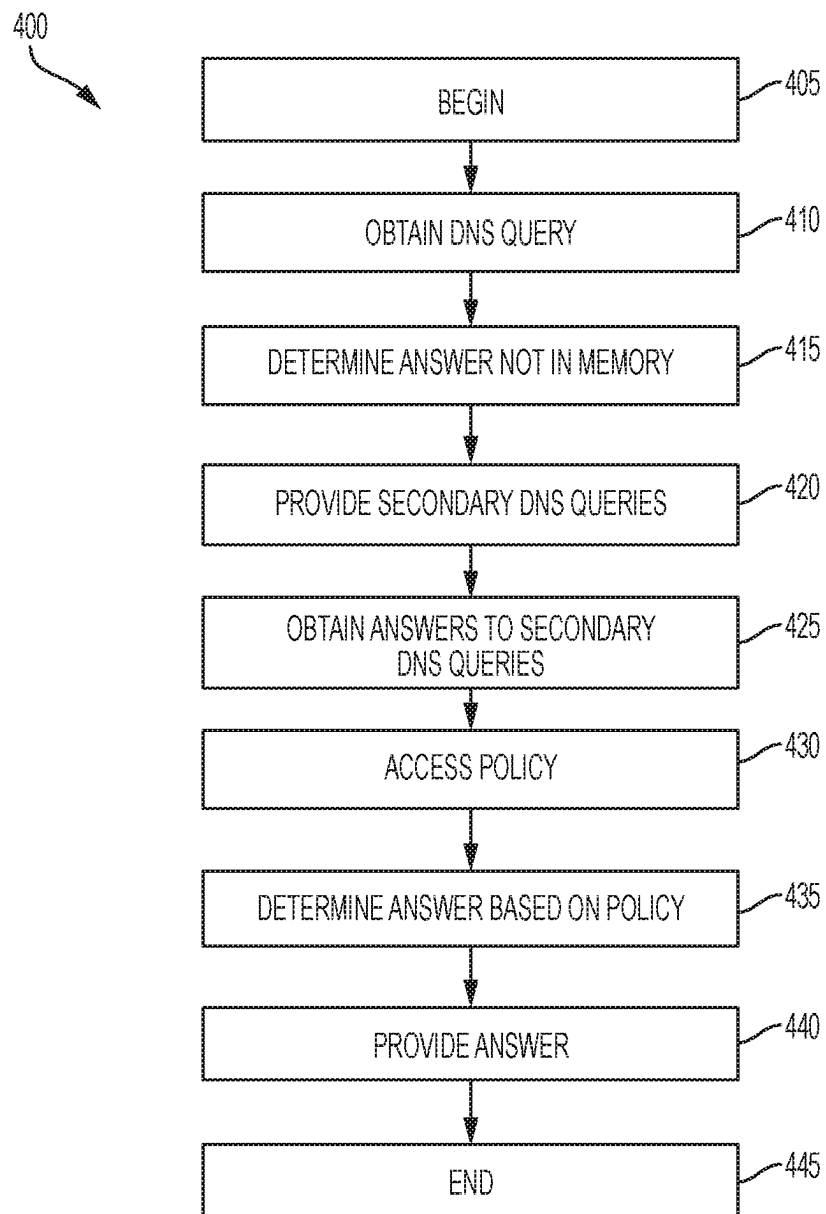 400
BEGIN
405
OBTAIN DNS QUERY
410
DETERMINE ANSWER NOT IN MEMORY
415
PROVIDE SECONDARY DNS QUERIES
420
OBTAIN ANSWERS TO SECONDARY
DNS QUERIES
425
ACCESS POLICY
430
DETERMINE ANSWER BASED ON POLICY
435
PROVIDE ANSWER
440
END
445